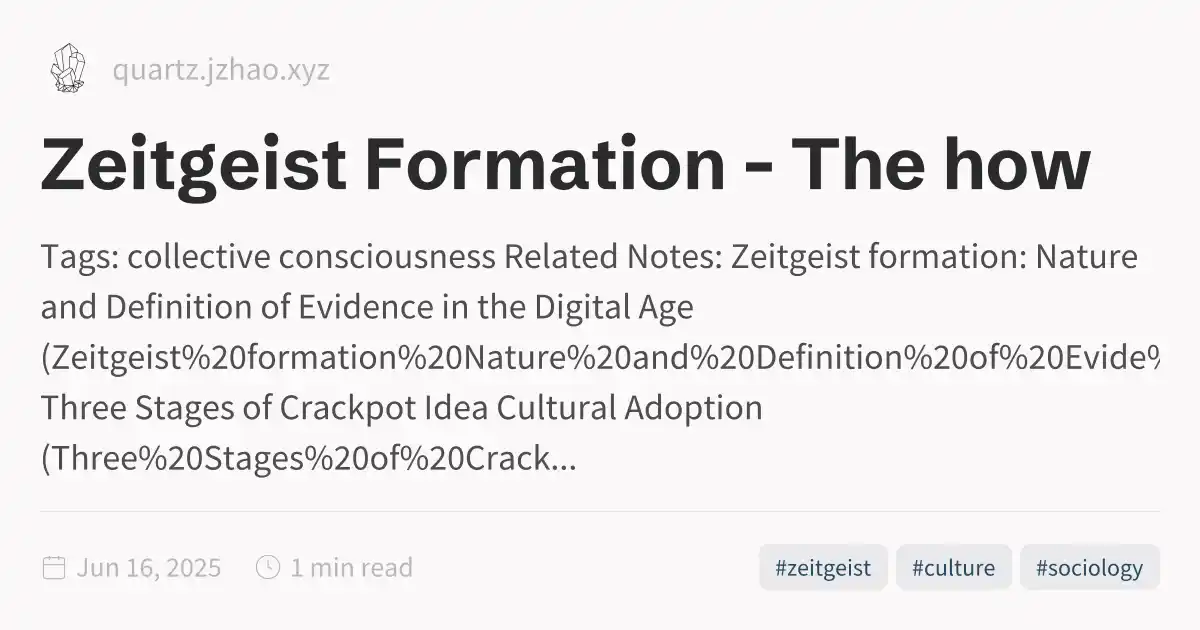 quartz.jzhao.xyz
Zeitgeist Formation - The how
Tags: collective consciousness Related Notes: Zeitgeist formation: Nature
and Definition of Evidence in the Digital Age
(Zeitgeist%20formation%20Nature%20and%20Definition%20of%20Evide%
Three Stages of Crackpot Idea Cultural Adoption
(Three%20Stages%20of%20Crack...
Jun 16, 2025 1 min read #zeitgeist #culture #sociology